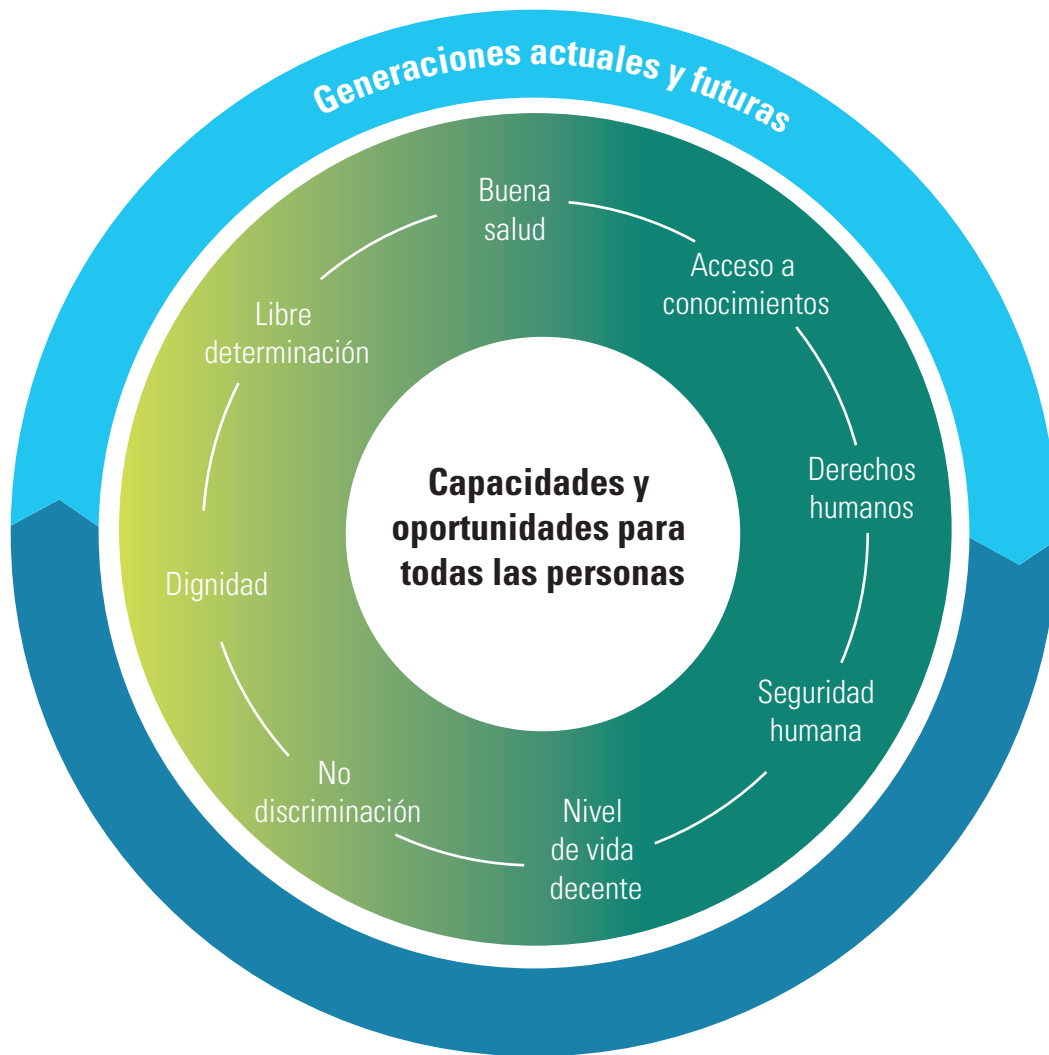 Generaciones actuales y futuras
Buena
salud
Acceso a
conocimientos
Derechos
humanos
Seguridad
humana
Nivel
de vida
decente
No
discriminación
Dignidad
Libre
determinación
Capacidades y
oportunidades para
todas las personas